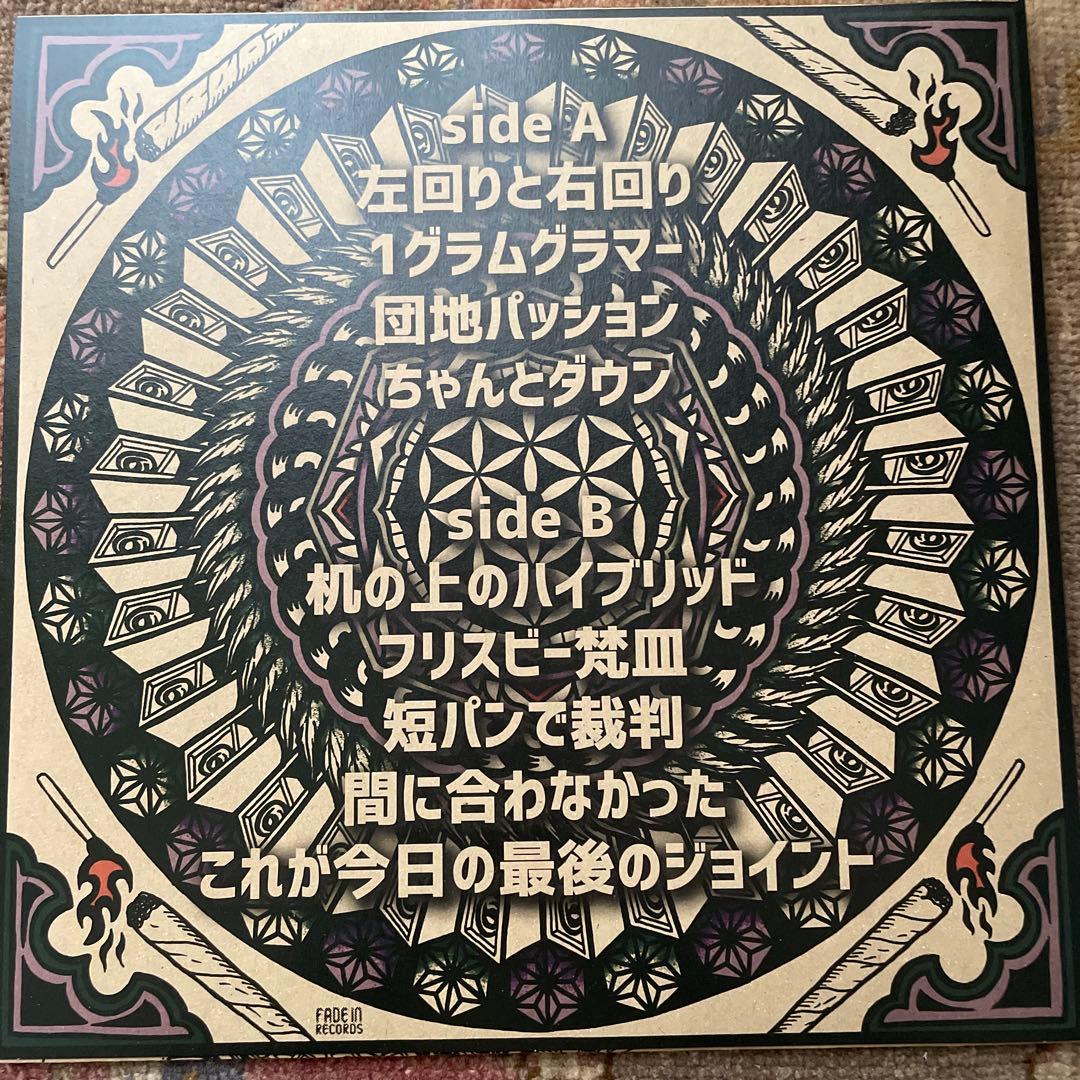 side A
左回りと右回り
1グラムグラマー
団地パッション
ちゃんとダウン
side B
机の上のハイブリッド
フリスビー梵皿
短パンで裁判
間に合わなかった
これが今日の最後のジョイント
FADE IN
RECORDS